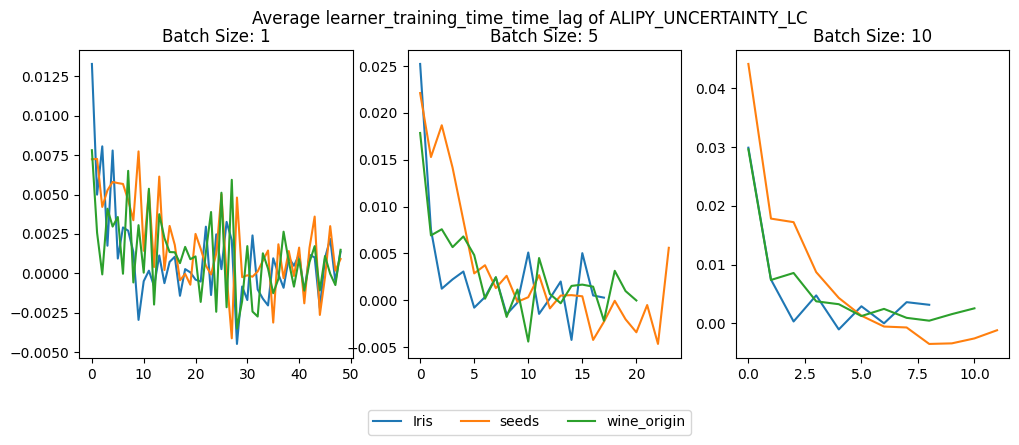 Average learner_training_time_time_lag of ALIPY_UNCERTAINTY_LC
Batch Size: 1
0.0125
0.0100
0.0075
0.0050
0.0025
0.0000
−0.0025
−0.0050
0 10 20 30 40 50
Batch Size: 5
0.025
0.020
0.015
0.010
0.005
0.000
−0.005
0 5 10 15 20
Batch Size: 10
0.04
0.03
0.02
0.01
0.00
0.0 2.5 5.0 7.5 10.0
Iris seeds wine_origin